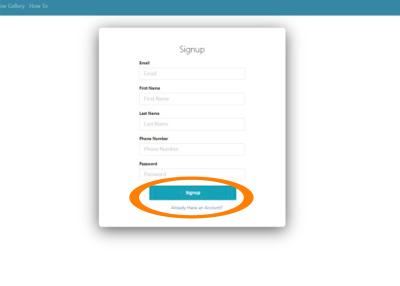 Gallery How To
Signup
Email
Email
First Name
First Name
Last Name
Last Name
Phone Number
Phone Number
Password
Password
Signup
Already Have an Account?